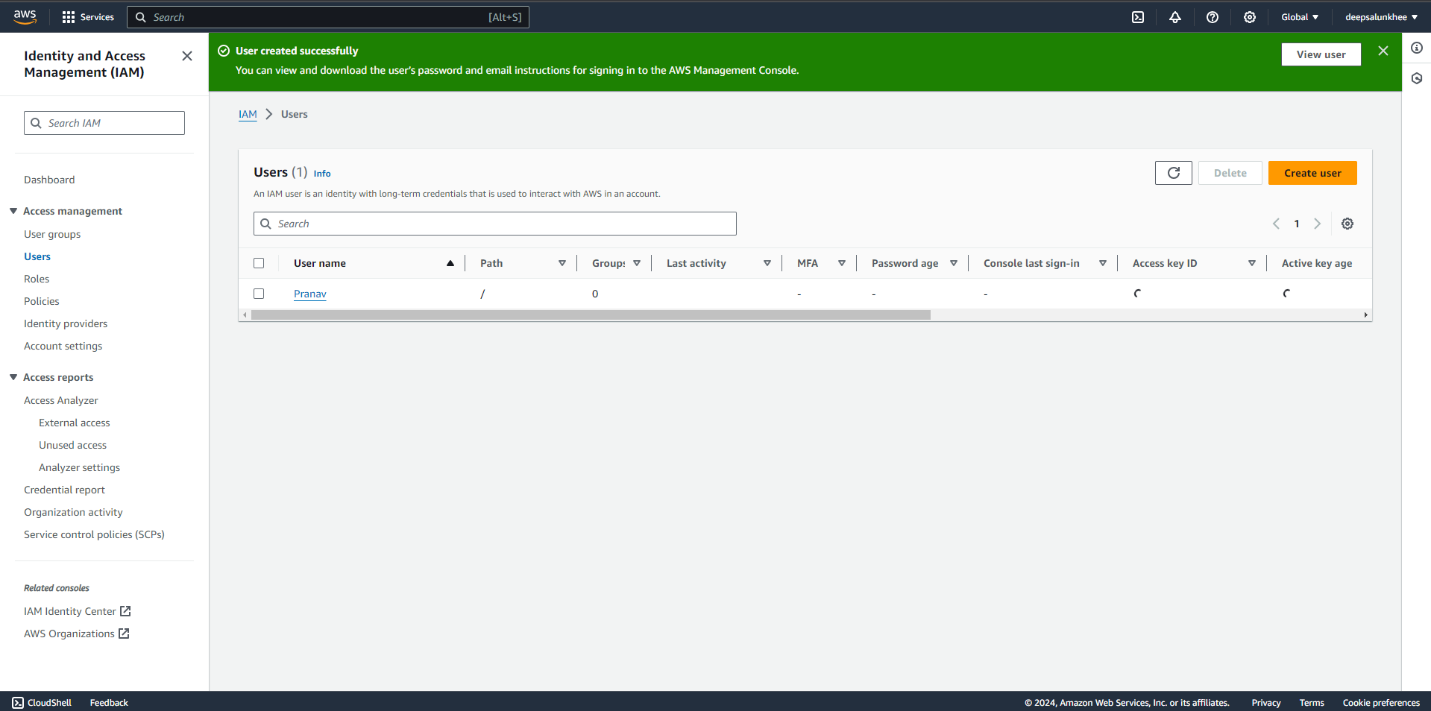 aws
Services
Search
[Alt+S]
Global
deepsalunkhee
Identity and Access
Management (IAM)
Search IAM
Dashboard
Access management
User groups
Users
Roles
Policies
Identity providers
Account settings
Access reports
Access Analyzer
External access
Unused access
Analyzer settings
Credential report
Organization activity
Service control policies (SCPs)
Related consoles
IAM Identity Center
AWS Organizations
User created successfully
You can view and download the user's password and email instructions for signing in to the AWS Management Console.
View user
IAM
Users
Users (1) Info
An IAM user is an identity with long-term credentials that is used to interact with AWS in an account.
Delete
Create user
Search
1
User name Path Groups Last activity MFA Password age Console last sign-in Access key ID Active key age
Pranav / 0 - - -
CloudShell Feedback
© 2024, Amazon Web Services, Inc. or its affiliates. Privacy Terms Cookie preferences